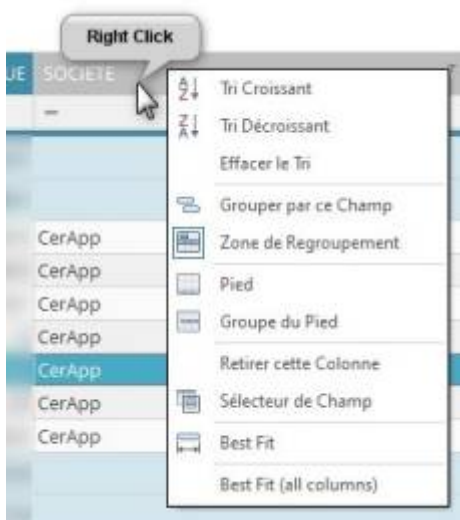 Right Click
UE SOCIETE
Tri Croissant
Tri Décroissant
Effacer le Tri
Grouper par ce Champ
CerApp
Zone de Regroupement
CerApp
Pied
CerApp
Groupe du Pied
CerApp
CerApp
Retirer cette Colonne
CerApp
Sélecteur de Champ
CerApp
Best Fit
Best Fit (all columns)